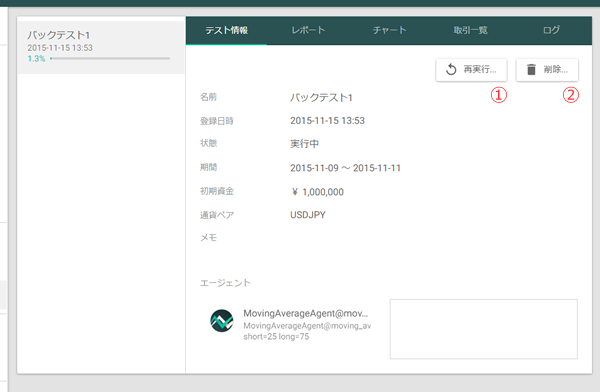 バックテスト1
2015-11-15 13:53
1.3%
テスト情報 レポート チャート 取引一覧 ログ
再実行... 削除...
① ②
名前 バックテスト1
登録日時 2015-11-15 13:53
状態 実行中
期間 2015-11-09 ～ 2015-11-11
初期資金 ￥ 1,000,000
通貨ペア USDJPY
メモ
エージェント
MovingAverageAgent@mov...
MovingAverageAgent@moving_av
short=25 long=75